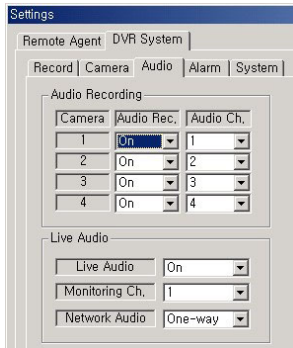 Settings
Remote Agent DVR System
Record Camera Audio Alarm System
Audio Recording
Camera Audio Rec, Audio Ch,
1 On 1
2 On 2
3 On 3
4 On 4
Live Audio
Live Audio On
Monitoring Ch, 1
Network Audio One-way